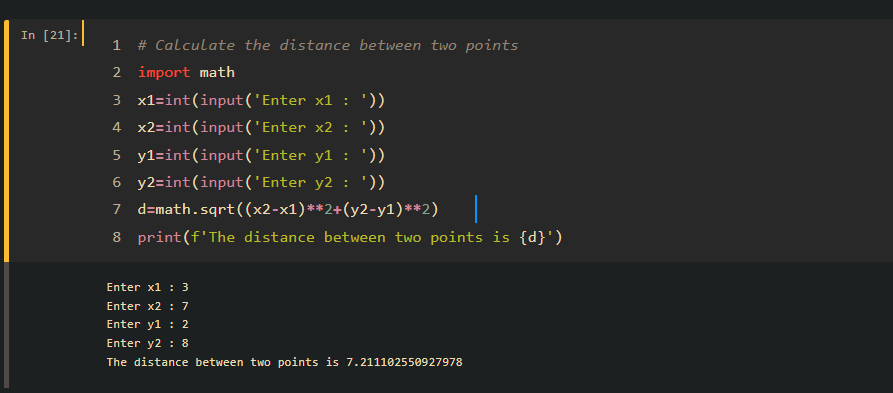 In [21]:
1 # Calculate the distance between two points
2 import math
3 x1=int(input('Enter x1 : '))
4 x2=int(input('Enter x2 : '))
5 y1=int(input('Enter y1 : '))
6 y2=int(input('Enter y2 : '))
7 d=math.sqrt((x2-x1)**2+(y2-y1)**2)
8 print(f'The distance between two points is {d}')
Enter x1 : 3
Enter x2 : 7
Enter y1 : 2
Enter y2 : 8
The distance between two points is 7.211102550927978